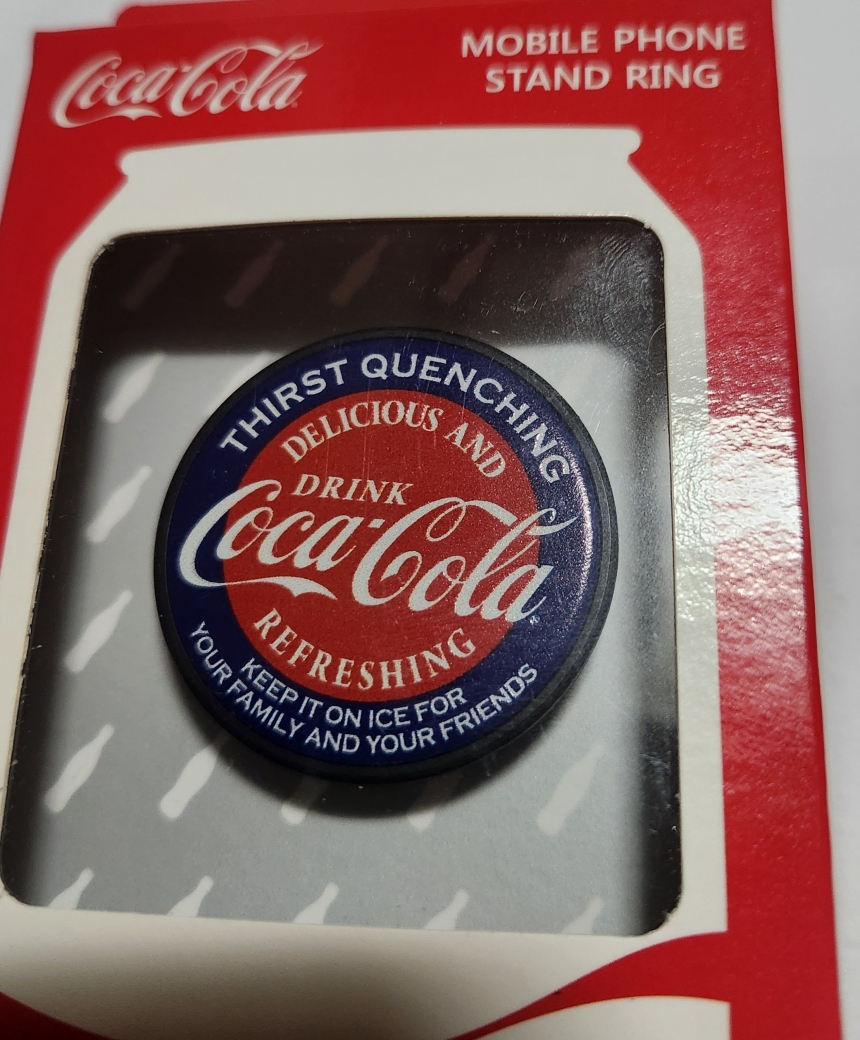 Coca-Cola
MOBILE PHONE
STAND RING
THIRST QUENCHING
DELICIOUS AND
DRINK
Coca-Cola
REFRESHING
KEEP IT ON ICE FOR
YOUR FAMILY AND YOUR FRIENDS